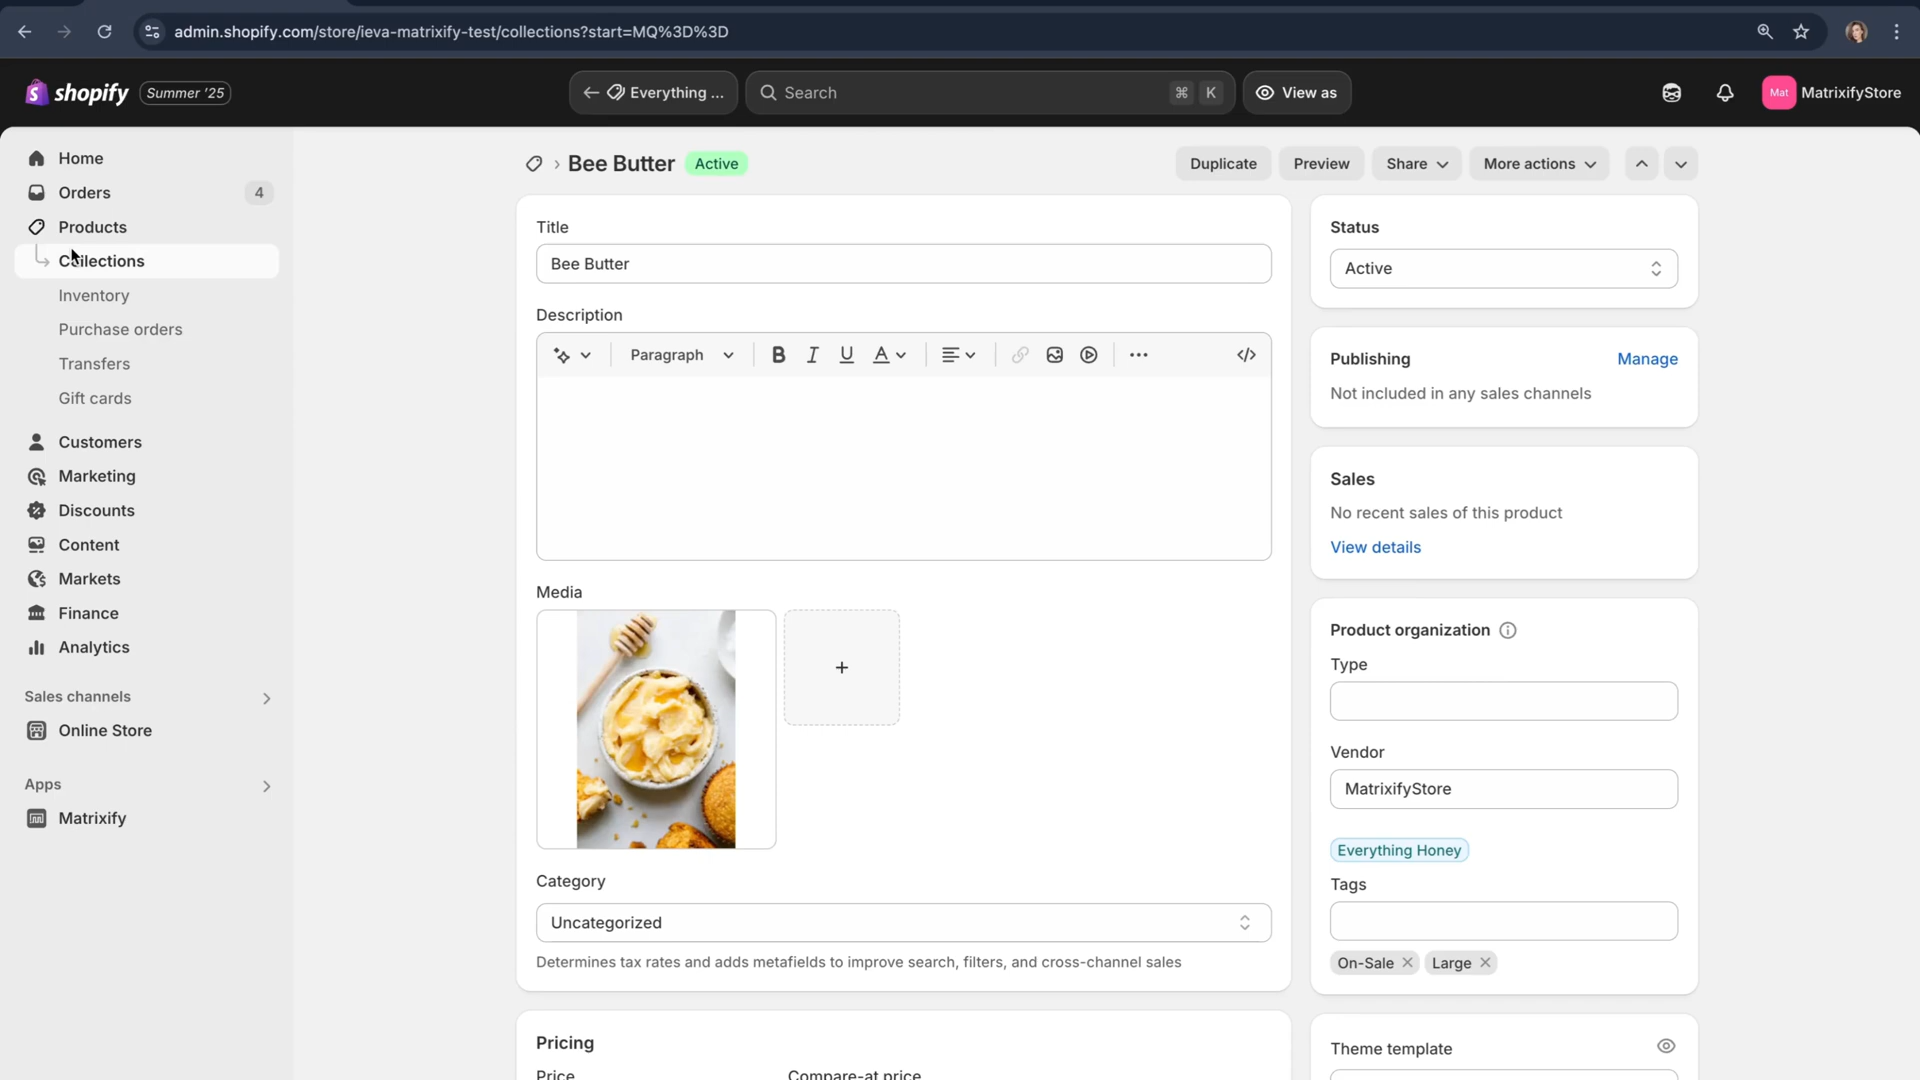 admin.shopify.com/store/ieva-matrixify-test/collections?start=MQ%3D%3D
shopify
Summer '25
Everything ...
Search
⌘ K
View as
Mat
MatrixifyStore
Home
Orders
4
Products
Collections
Inventory
Purchase orders
Transfers
Gift cards
Customers
Marketing
Discounts
Content
Markets
Finance
Analytics
Sales channels
Online Store
Apps
Matrixify
Bee Butter
Active
Duplicate
Preview
Share
More actions
Title
Bee Butter
Description
Paragraph
B I U A
Media
Category
Uncategorized
Determines tax rates and adds metafields to improve search, filters, and cross-channel sales
Pricing
Price
Compare-at price
Status
Active
Publishing
Manage
Not included in any sales channels
Sales
No recent sales of this product
View details
Product organization
Type
Vendor
MatrixifyStore
Everything Honey
Tags
On-Sale
Large
Theme template